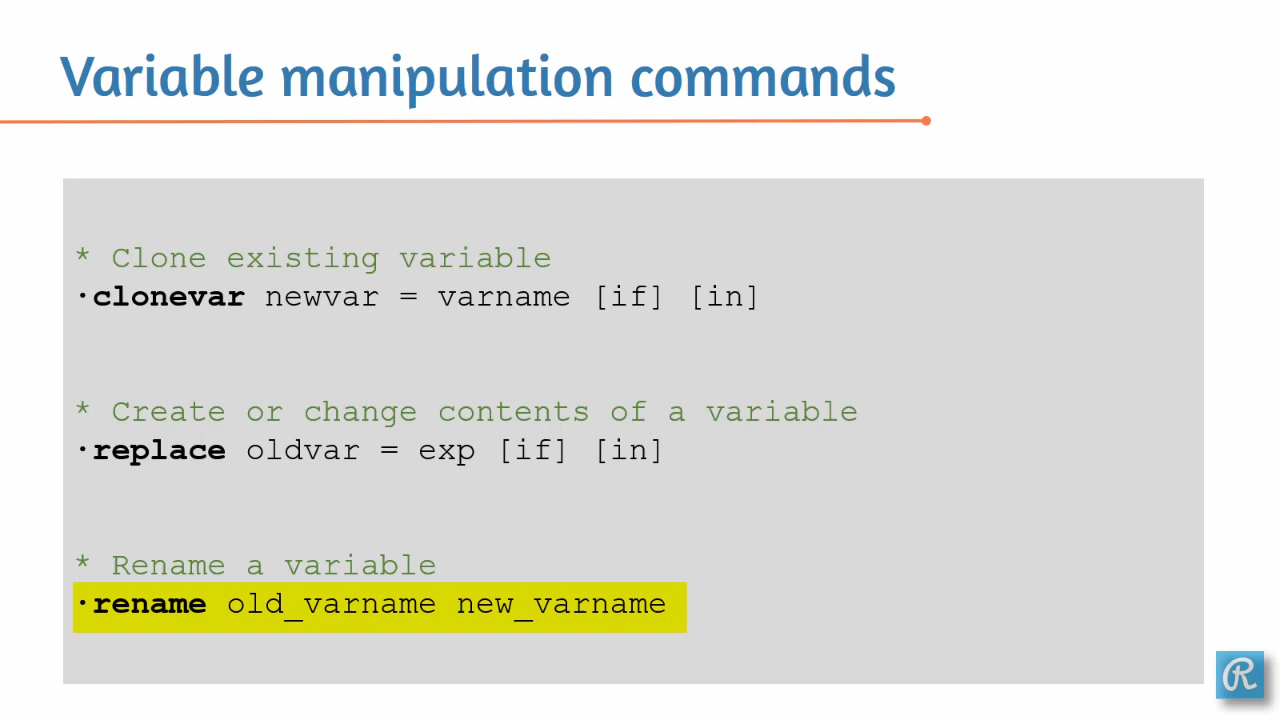 Variable manipulation commands
* Clone existing variable
·clonevar newvar = varname [if] [in]
* Create or change contents of a variable
·replace oldvar = exp [if] [in]
* Rename a variable
·rename old_varname new_varname
R